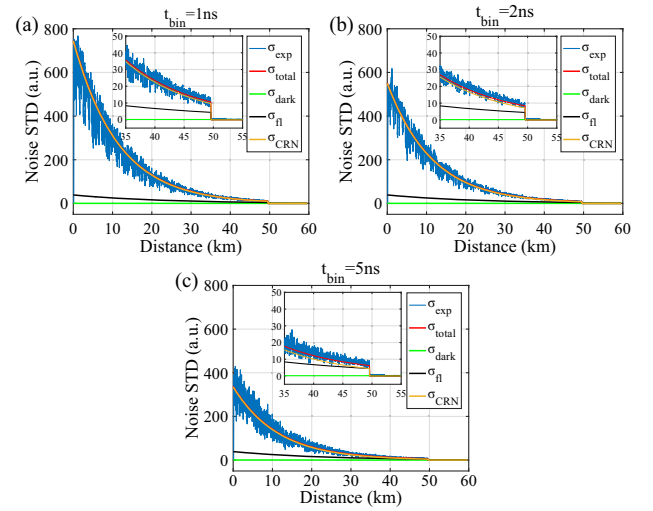 (a)
t_bin=1ns
Noise STD (a.u.)
800
600
400
200
0
0 10 20 30 40 50 60
Distance (km)
50
40
30
20
10
0
35 40 45 50 55
σ_exp
σ_total
σ_dark
σ_fl
σ_CRN
(b)
t_bin=2ns
Noise STD (a.u.)
800
600
400
200
0
0 10 20 30 40 50 60
Distance (km)
50
40
30
20
10
0
35 40 45 50 55
σ_exp
σ_total
σ_dark
σ_fl
σ_CRN
(c)
t_bin=5ns
Noise STD (a.u.)
800
600
400
200
0
0 10 20 30 40 50 60
Distance (km)
50
40
30
20
10
0
35 40 45 50 55
σ_exp
σ_total
σ_dark
σ_fl
σ_CRN